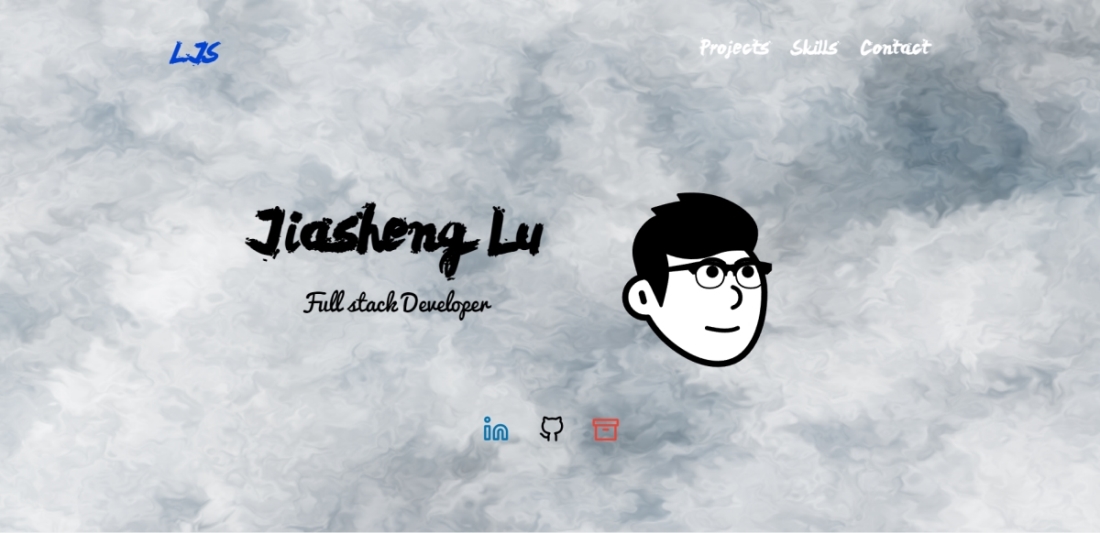 LJS
Projects Skills Contact
Jiasheng Lu
Full stack Developer
in